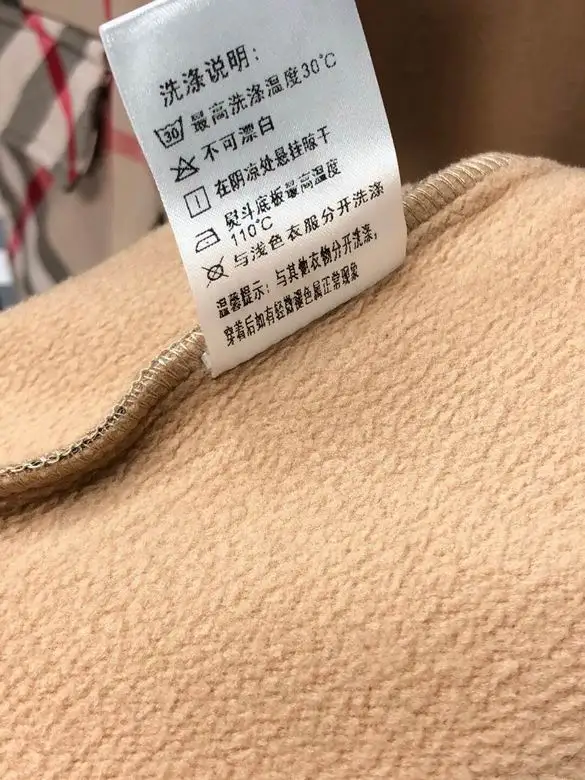 洗涤说明:
30 最高洗涤温度30℃
不可漂白
在阴凉处悬挂晾干
熨斗底板最高温度
110℃
与浅色衣服分开洗涤
温馨提示:与其他衣物分开洗涤,
穿着后如有轻微褪色属正常现象